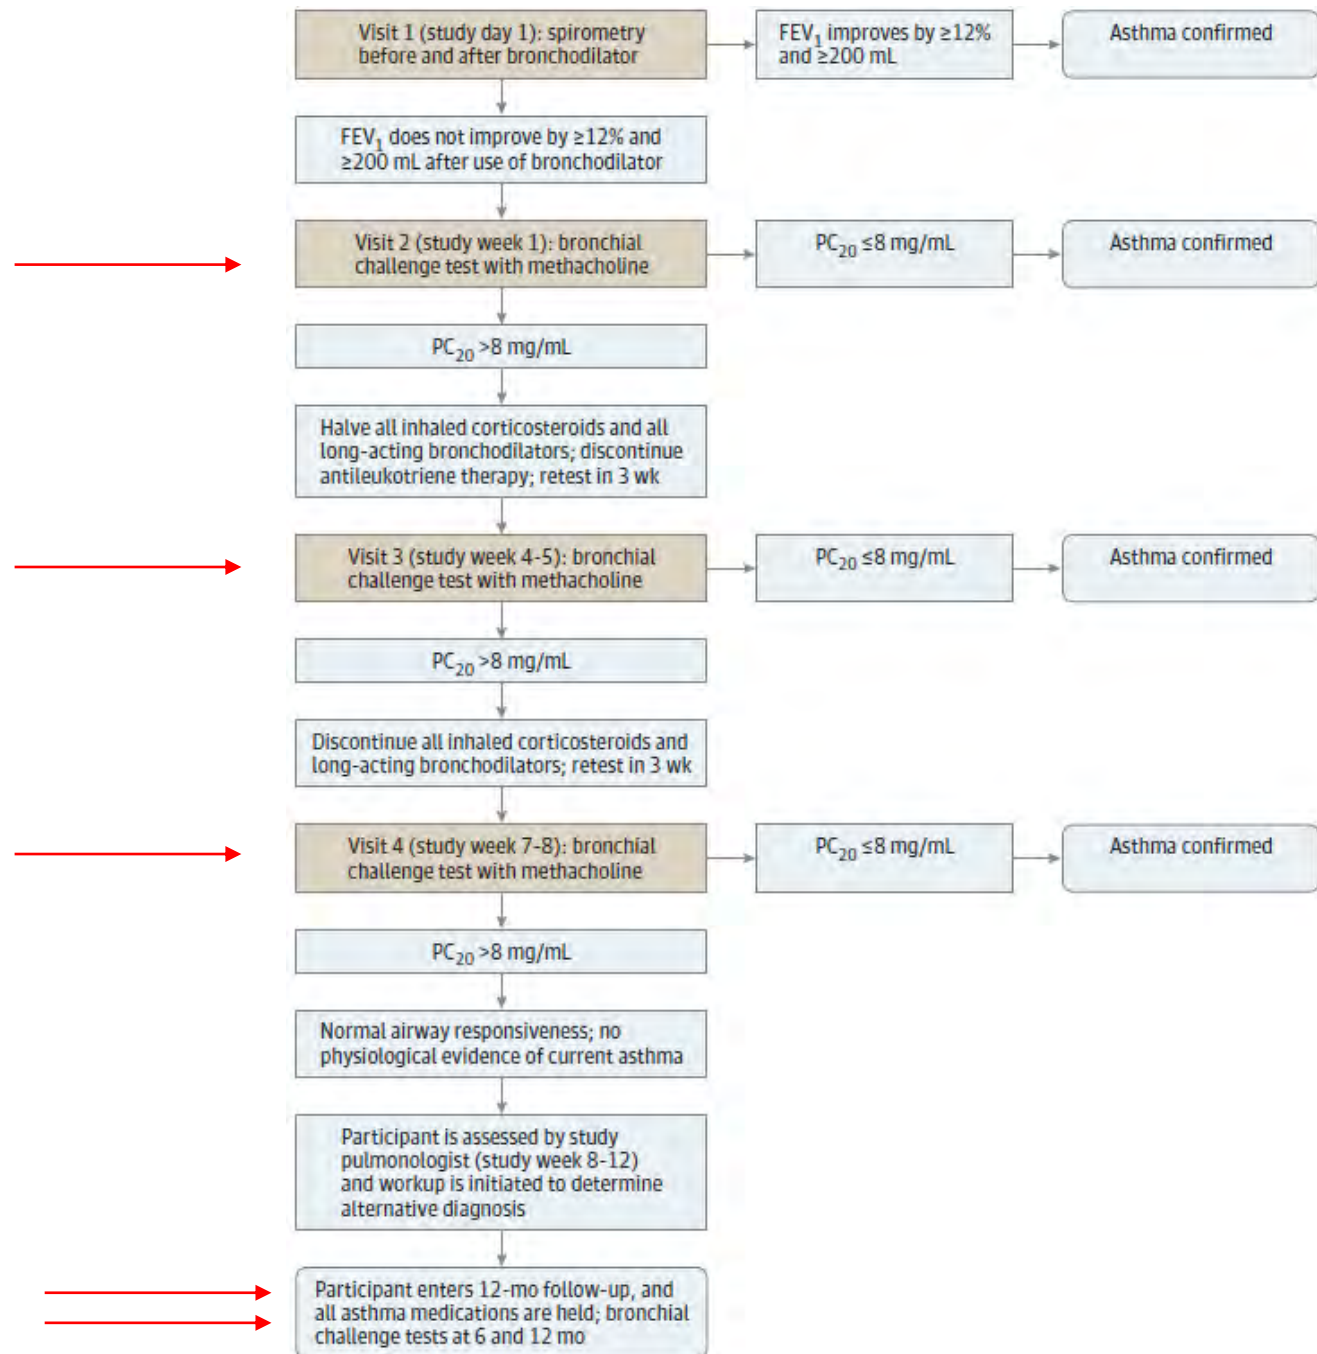 Visit 1 (study day 1): spirometry
before and after bronchodilator
FEV1 improves by ≥12%
and ≥200 mL
Asthma confirmed
FEV1 does not improve by ≥12% and
≥200 mL after use of bronchodilator
Visit 2 (study week 1): bronchial
challenge test with methacholine
PC20 ≤8 mg/mL
Asthma confirmed
PC20 >8 mg/mL
Halve all inhaled corticosteroids and all
long-acting bronchodilators; discontinue
antileukotriene therapy; retest in 3 wk
Visit 3 (study week 4-5): bronchial
challenge test with methacholine
PC20 ≤8 mg/mL
Asthma confirmed
PC20 >8 mg/mL
Discontinue all inhaled corticosteroids and
long-acting bronchodilators; retest in 3 wk
Visit 4 (study week 7-8): bronchial
challenge test with methacholine
PC20 ≤8 mg/mL
Asthma confirmed
PC20 >8 mg/mL
Normal airway responsiveness; no
physiological evidence of current asthma
Participant is assessed by study
pulmonologist (study week 8-12)
and workup is initiated to determine
alternative diagnosis
Participant enters 12-mo follow-up, and
all asthma medications are held; bronchial
challenge tests at 6 and 12 mo